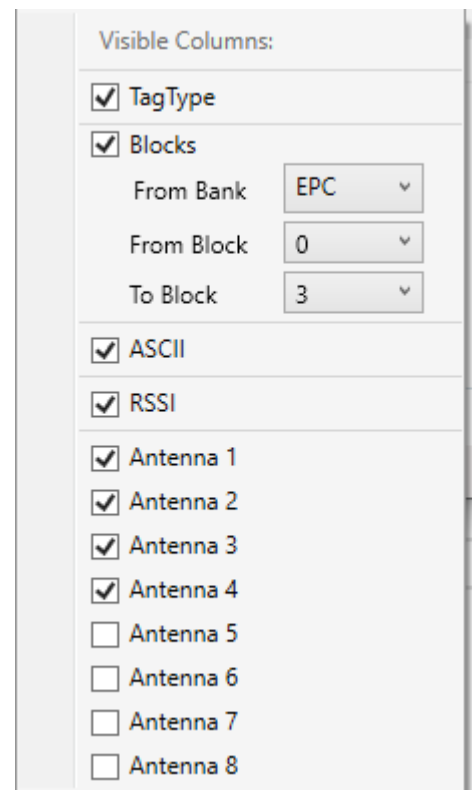 Visible Columns:
TagType
Blocks
From Bank EPC
From Block 0
To Block 3
ASCII
RSSI
Antenna 1
Antenna 2
Antenna 3
Antenna 4
Antenna 5
Antenna 6
Antenna 7
Antenna 8